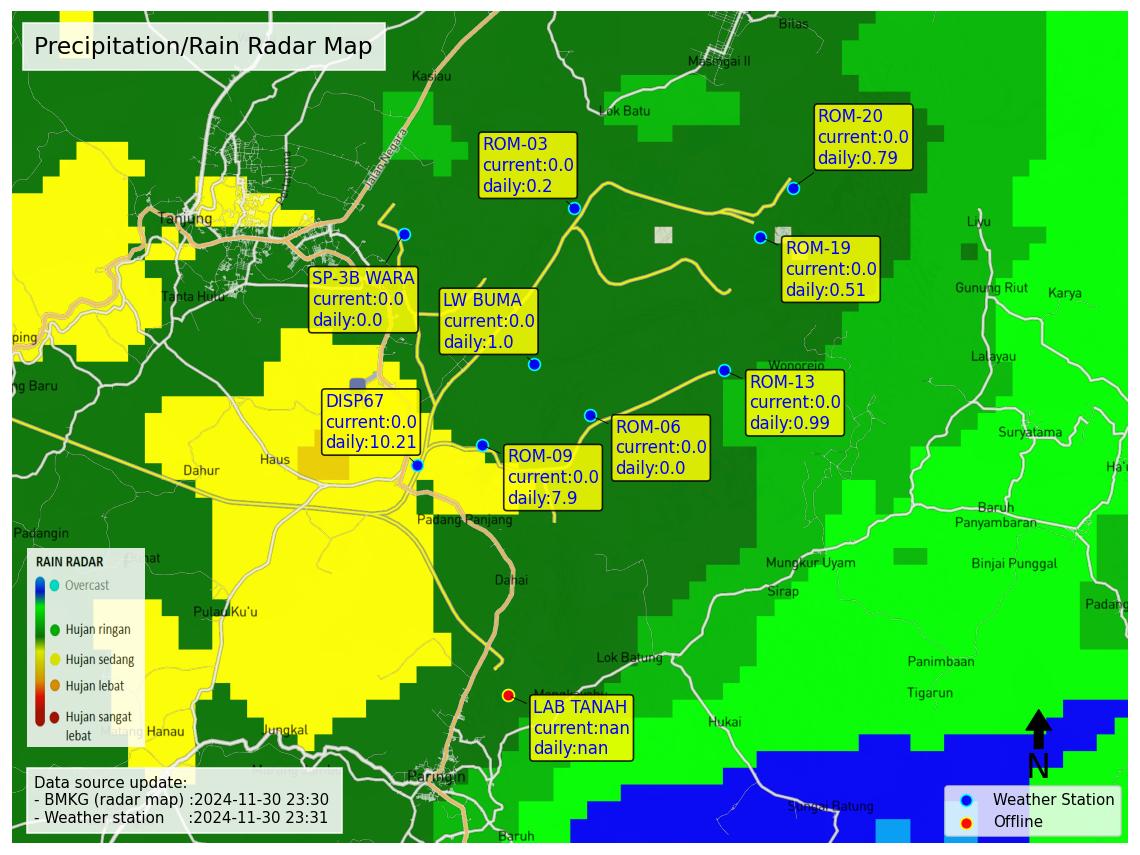 Precipitation/Rain Radar Map
Bilas
Masingai II
Kasiau
Lok Batu
Jalan Negara
ROM-20
current:0.0
daily:0.79
ROM-03
current:0.0
daily:0.2
Tanjung
Liyu
ROM-19
current:0.0
daily:0.51
SP-3B WARA
current:0.0
daily:0.0
LW BUMA
current:0.0
daily:1.0
Tanta Hulu
Gunung Riut
Karya
ping
Lalayau
Wonorejo
ng Baru
ROM-13
current:0.0
daily:0.99
DISP67
current:0.0
daily:10.21
ROM-06
current:0.0
daily:0.0
Suryatama
ROM-09
current:0.0
daily:7.9
Haus
Dahur
Baruh
Panyambaran
Padang Panjang
Padangin
Mungkur Uyam
Binjai Punggal
Dahai
Sirap
Padang
Pulau Ku'u
RAIN RADAR
Overcast
Hujan ringan
Hujan sedang
Hujan lebat
Hujan sangat
lebat
Lok Batung
Panimbaan
Tigarun
LAB TANAH
current:nan
daily:nan
Hukai
Jungkal
Hanau
Paringin
N
Sungai Batung
Baruh
Data source update:
- BMKG (radar map) :2024-11-30 23:30
- Weather station :2024-11-30 23:31
Weather Station
Offline